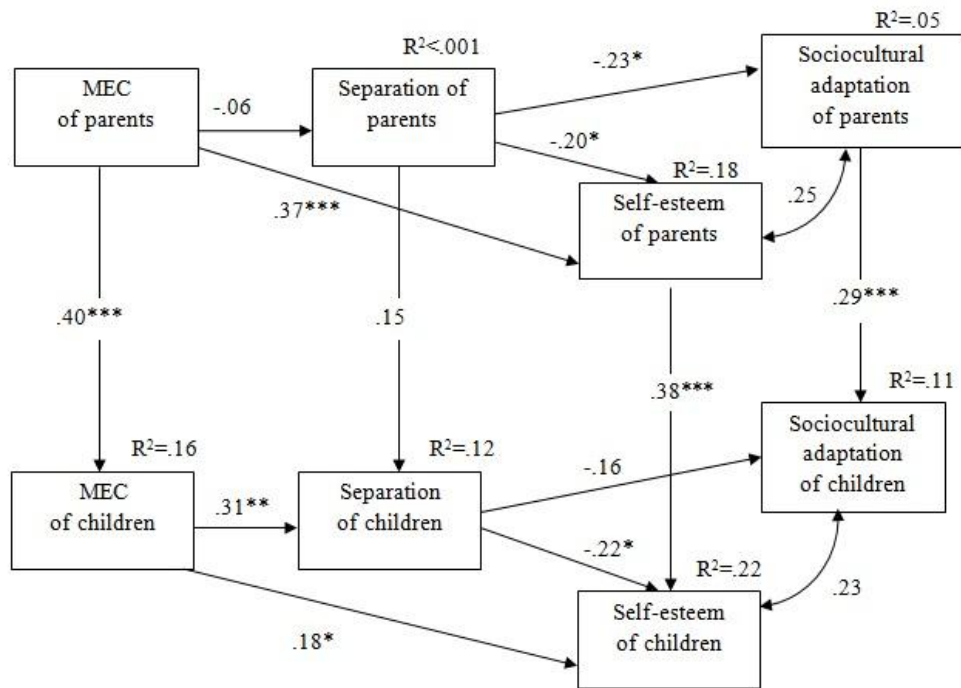 R²=.05
R²<.001
MEC
of parents
-.06
Separation of
parents
-.23*
Sociocultural
adaptation
of parents
-.20*
R²=.18
.37***
Self-esteem
of parents
.25
.40***
.15
.29***
.38***
R²=.11
R²=.16
R²=.12
Sociocultural
adaptation
of children
-.16
MEC
of children
.31**
Separation
of children
-.22*
R²=.22
.23
Self-esteem
of children
.18*